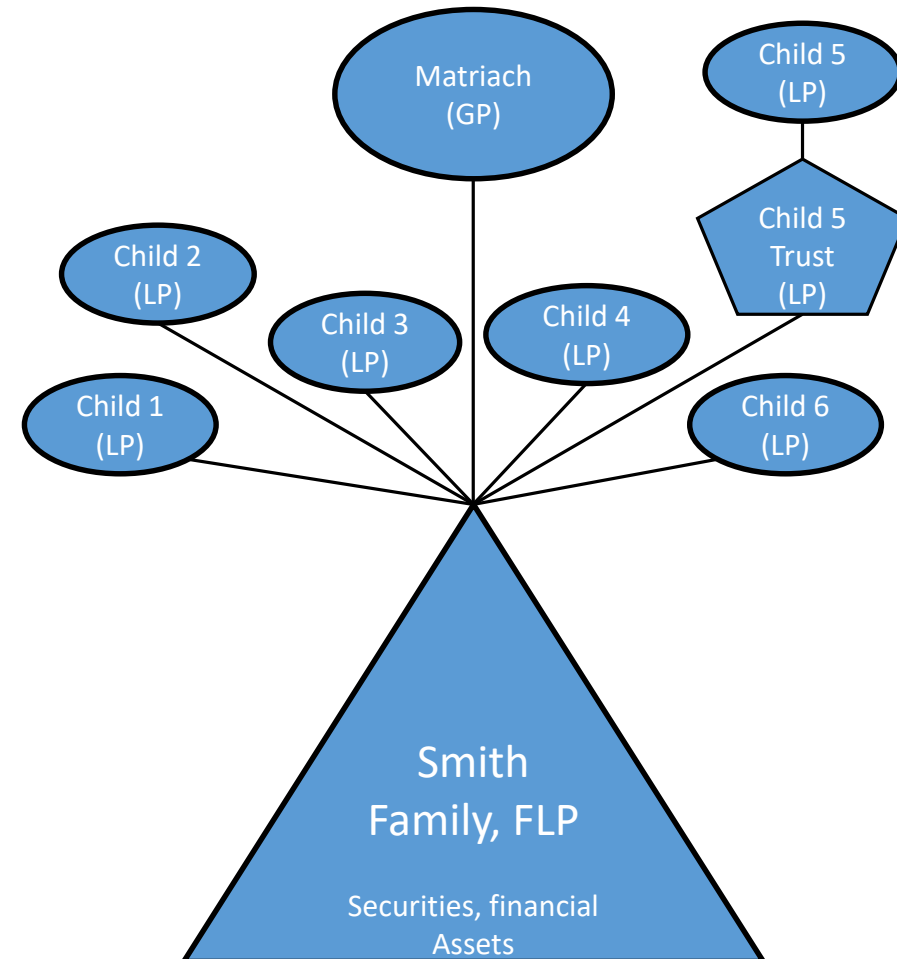 Matriach
(GP)
Child 5
(LP)
Child 5
Trust
(LP)
Child 2
(LP)
Child 3
(LP)
Child 4
(LP)
Child 1
(LP)
Child 6
(LP)
Smith
Family, FLP
Securities, financial
Assets